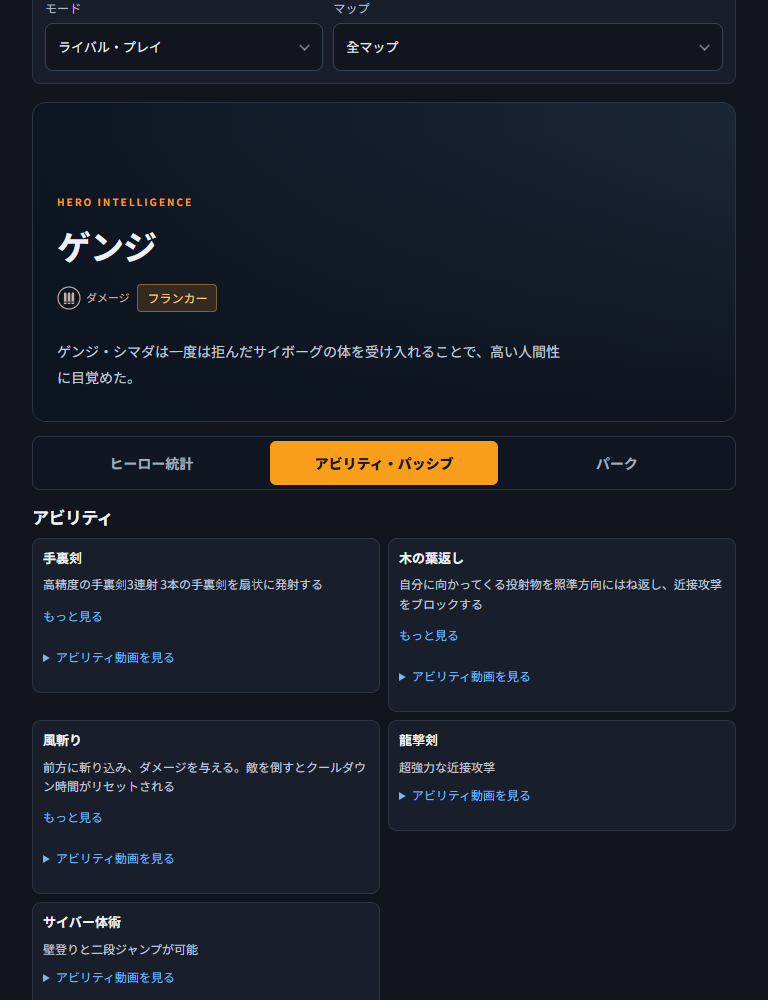 モード
マップ
ライバル・プレイ
全マップ
HERO INTELLIGENCE
ゲンジ
ダメージ
フランカー
ゲンジ・シマダは一度は拒んだサイボーグの体を受け入れることで、高い人間性
に目覚めた。
ヒーロー統計
アビリティ・パッシブ
パーク
アビリティ
手裏剣
高精度の手裏剣3連射 3本の手裏剣を扇状に発射する
もっと見る
アビリティ動画を見る
木の葉返し
自分に向かってくる投射物を照準方向にはね返し、近接攻撃
をブロックする
もっと見る
アビリティ動画を見る
風斬り
前方に斬り込み、ダメージを与える。敵を倒すとクールダウ
ン時間がリセットされる
もっと見る
アビリティ動画を見る
龍撃剣
超強力な近接攻撃
アビリティ動画を見る
サイバー体術
壁登りと二段ジャンプが可能
アビリティ動画を見る